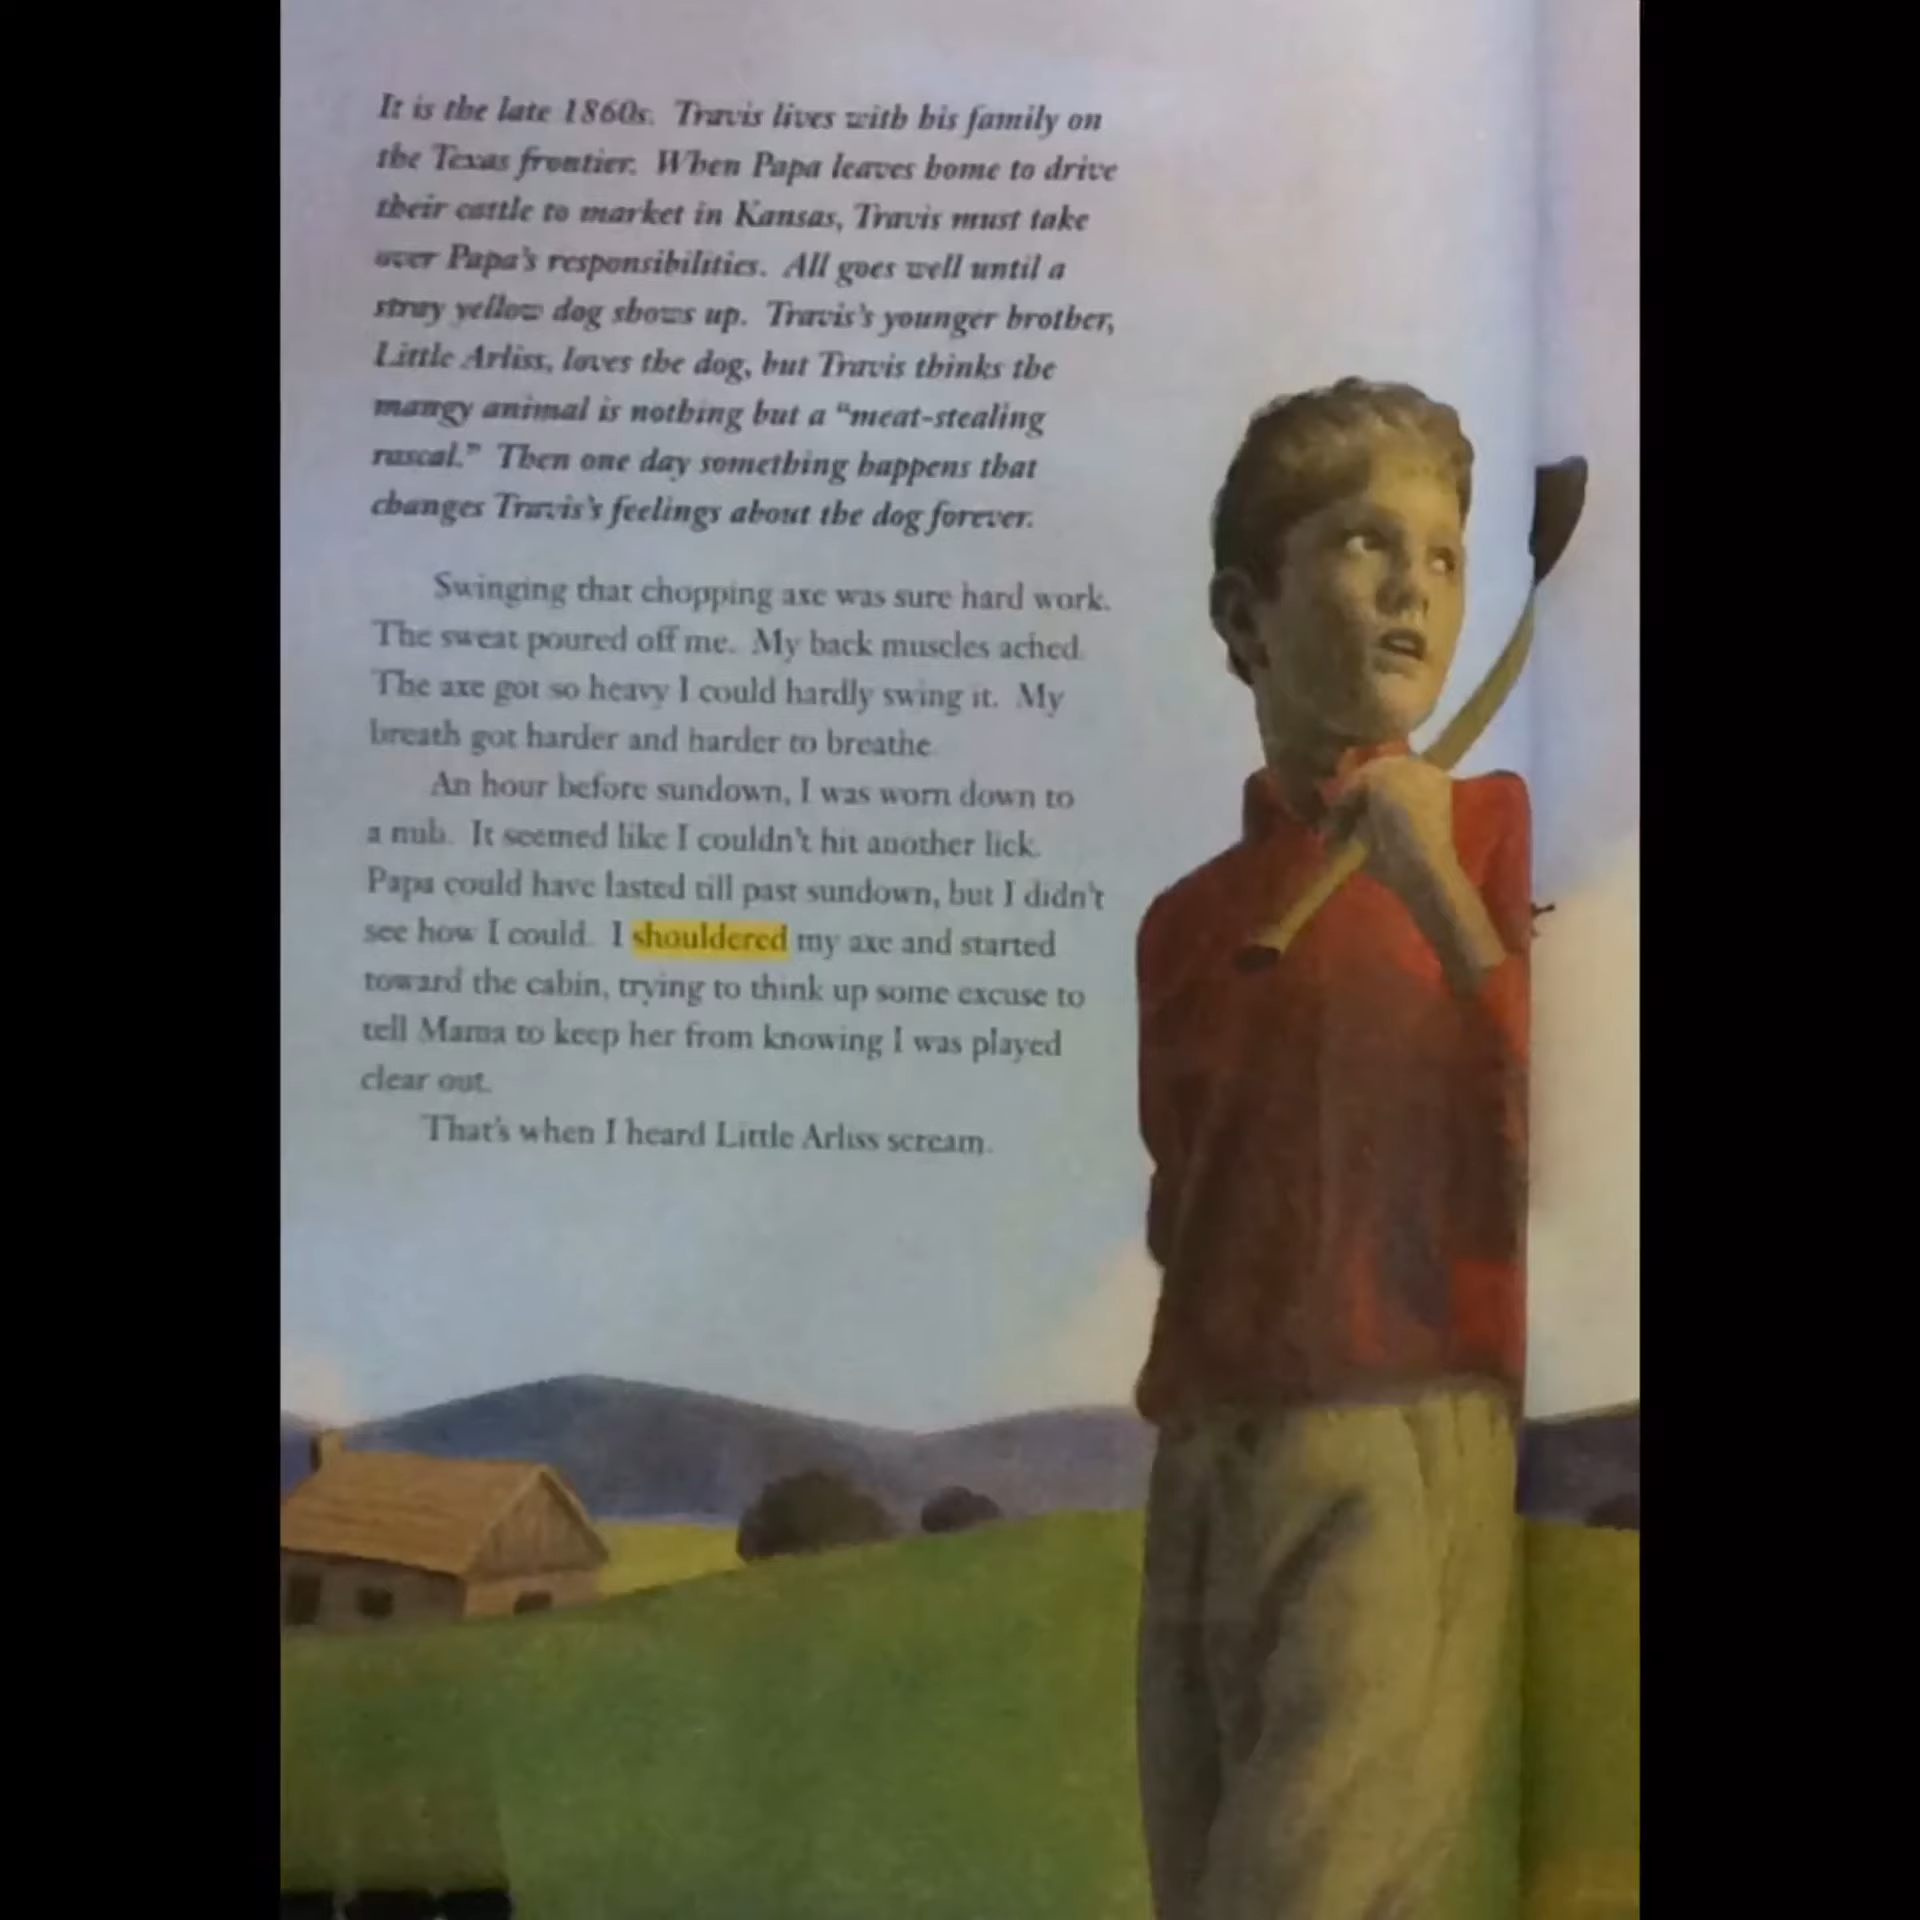 It is the late 1860s. Travis lives with his family on
the Texas frontier. When Papa leaves home to drive
their cattle to market in Kansas, Travis must take
over Papa's responsibilities. All goes well until a
stray yellow dog shows up. Travis's younger brother,
Little Arliss, loves the dog, but Travis thinks the
mangy animal is nothing but a “meat-stealing
rascal.” Then one day something happens that
changes Travis's feelings about the dog forever.
Swinging that chopping axe was sure hard work.
The sweat poured off me. My back muscles ached.
The axe got so heavy I could hardly swing it. My
breath got harder and harder to breathe.
An hour before sundown, I was worn down to
a nub. It seemed like I couldn't hit another lick.
Papa could have lasted till past sundown, but I didn't
see how I could. I shouldered my axe and started
toward the cabin, trying to think up some excuse to
tell Mama to keep her from knowing I was played
clear out.
That's when I heard Little Arliss scream.